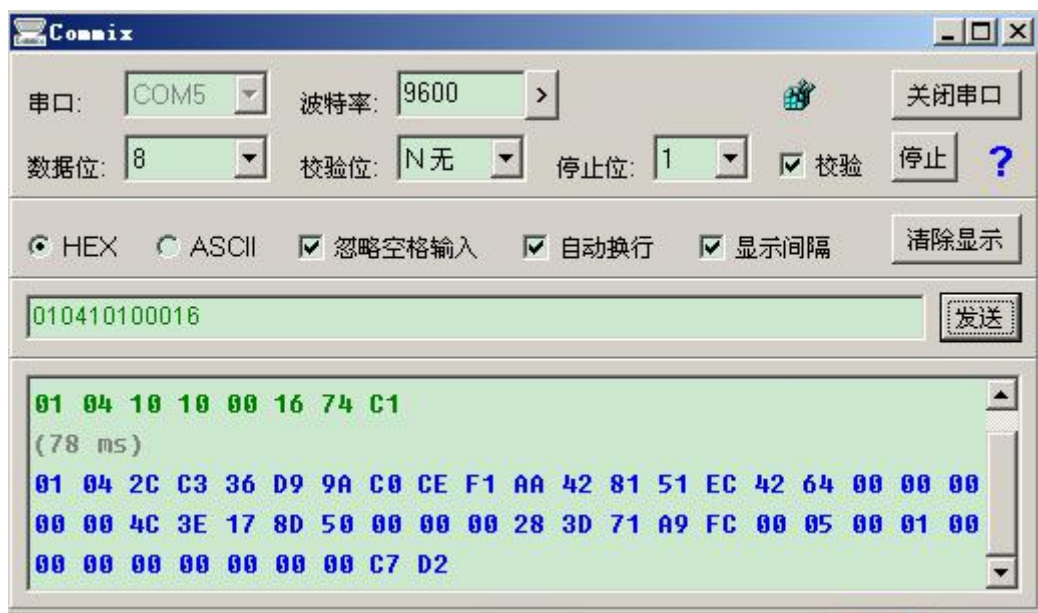 Commix
串口: COM5 波特率: 9600 > 关闭串口
数据位: 8 校验位: N 无 停止位: 1 校验 停止 ?
HEX ASCII 忽略空格输入 自动换行 显示间隔 清除显示
010410100016 发送
01 04 10 10 00 16 74 C1
(78 ms)
01 04 2C C3 36 D9 9A C0 CE F1 AA 42 81 51 EC 42 64 00 00 00
00 00 4C 3E 17 8D 50 00 00 00 28 3D 71 A9 FC 00 05 00 01 00
00 00 00 00 00 00 00 C7 D2